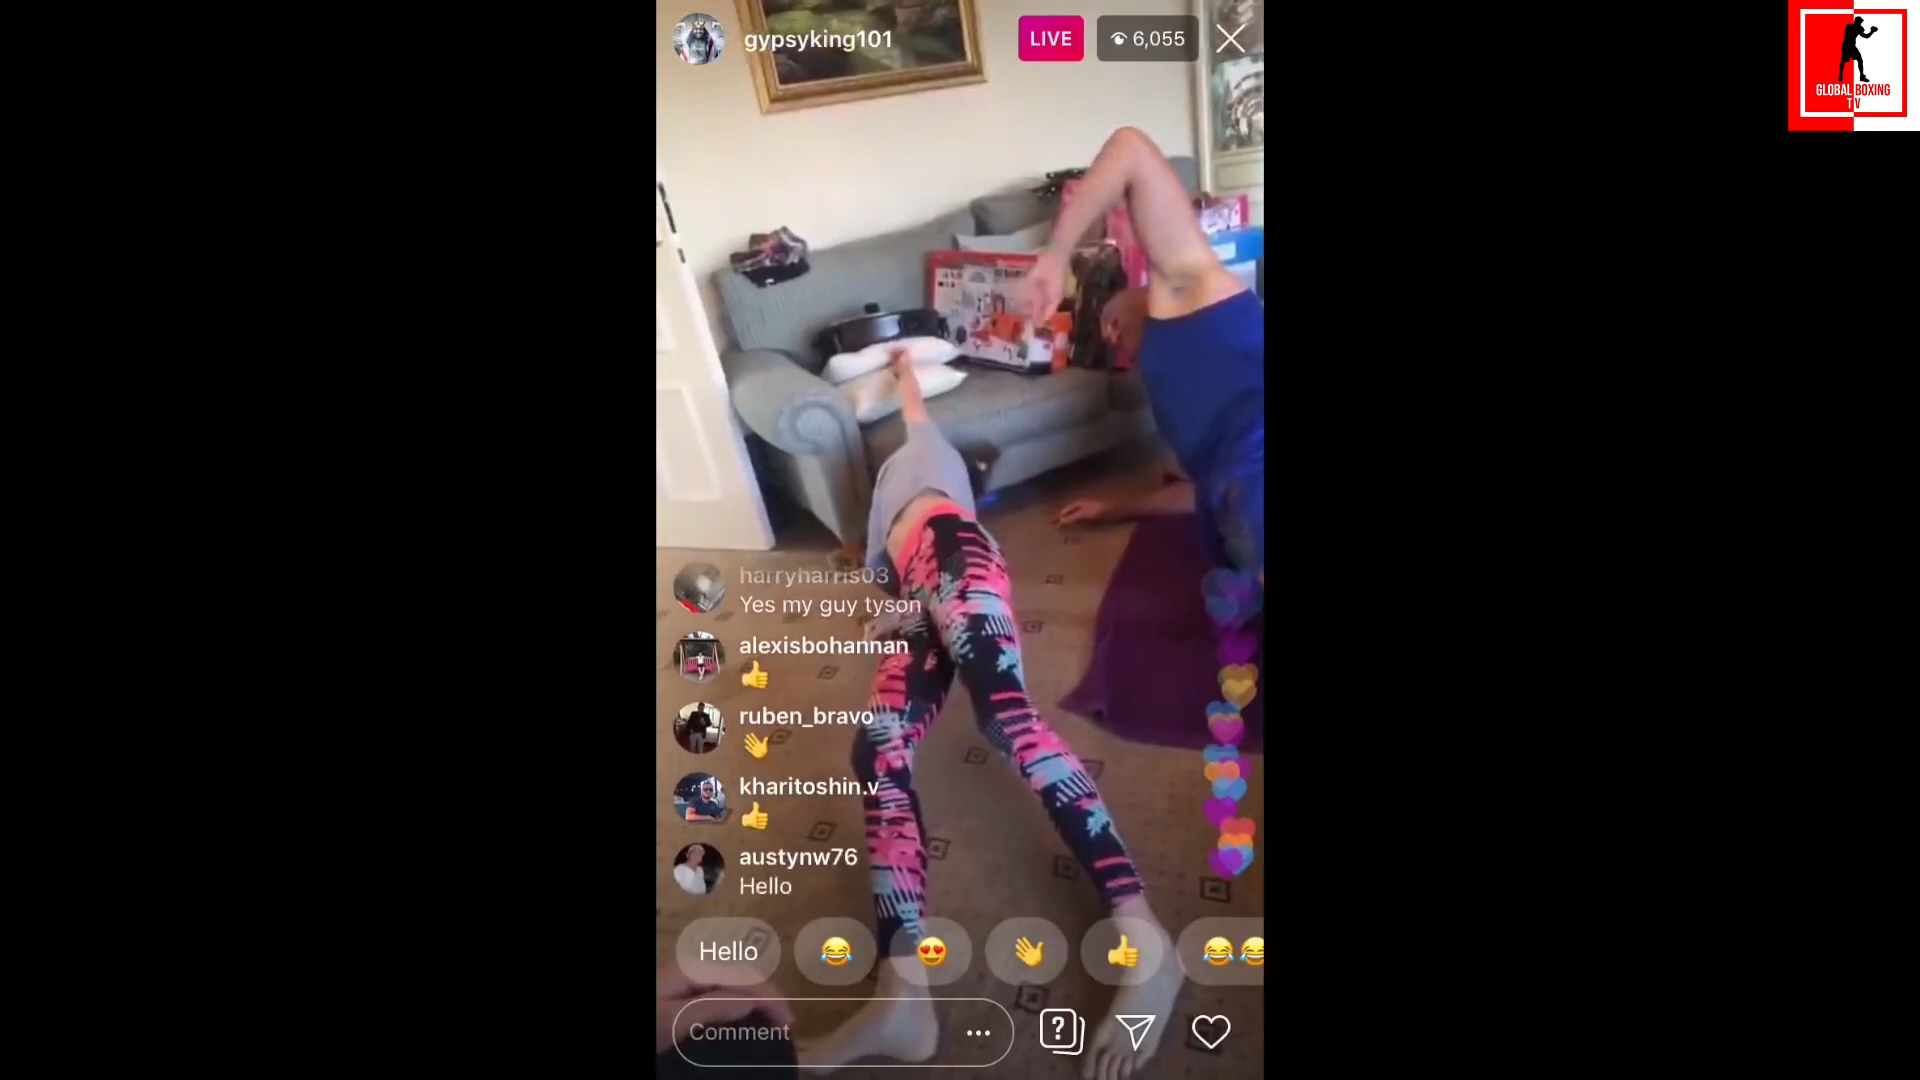 gypsyking101
LIVE
6,055
GLOBAL BOXING
TV
harryharris03
Yes my guy tyson
alexisbohannan
👍
ruben_bravo
👋
kharitoshin.v
👍
austynw76
Hello
Hello 😂 😍 👋 👍 😂😂
Comment